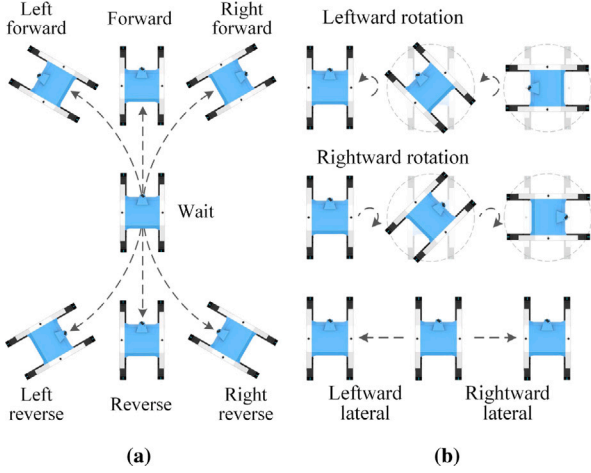 Left
forward
Forward
Right
forward
Leftward rotation
Rightward rotation
Wait
Left
reverse
Reverse
Right
reverse
Leftward
lateral
Rightward
lateral
(a)
(b)